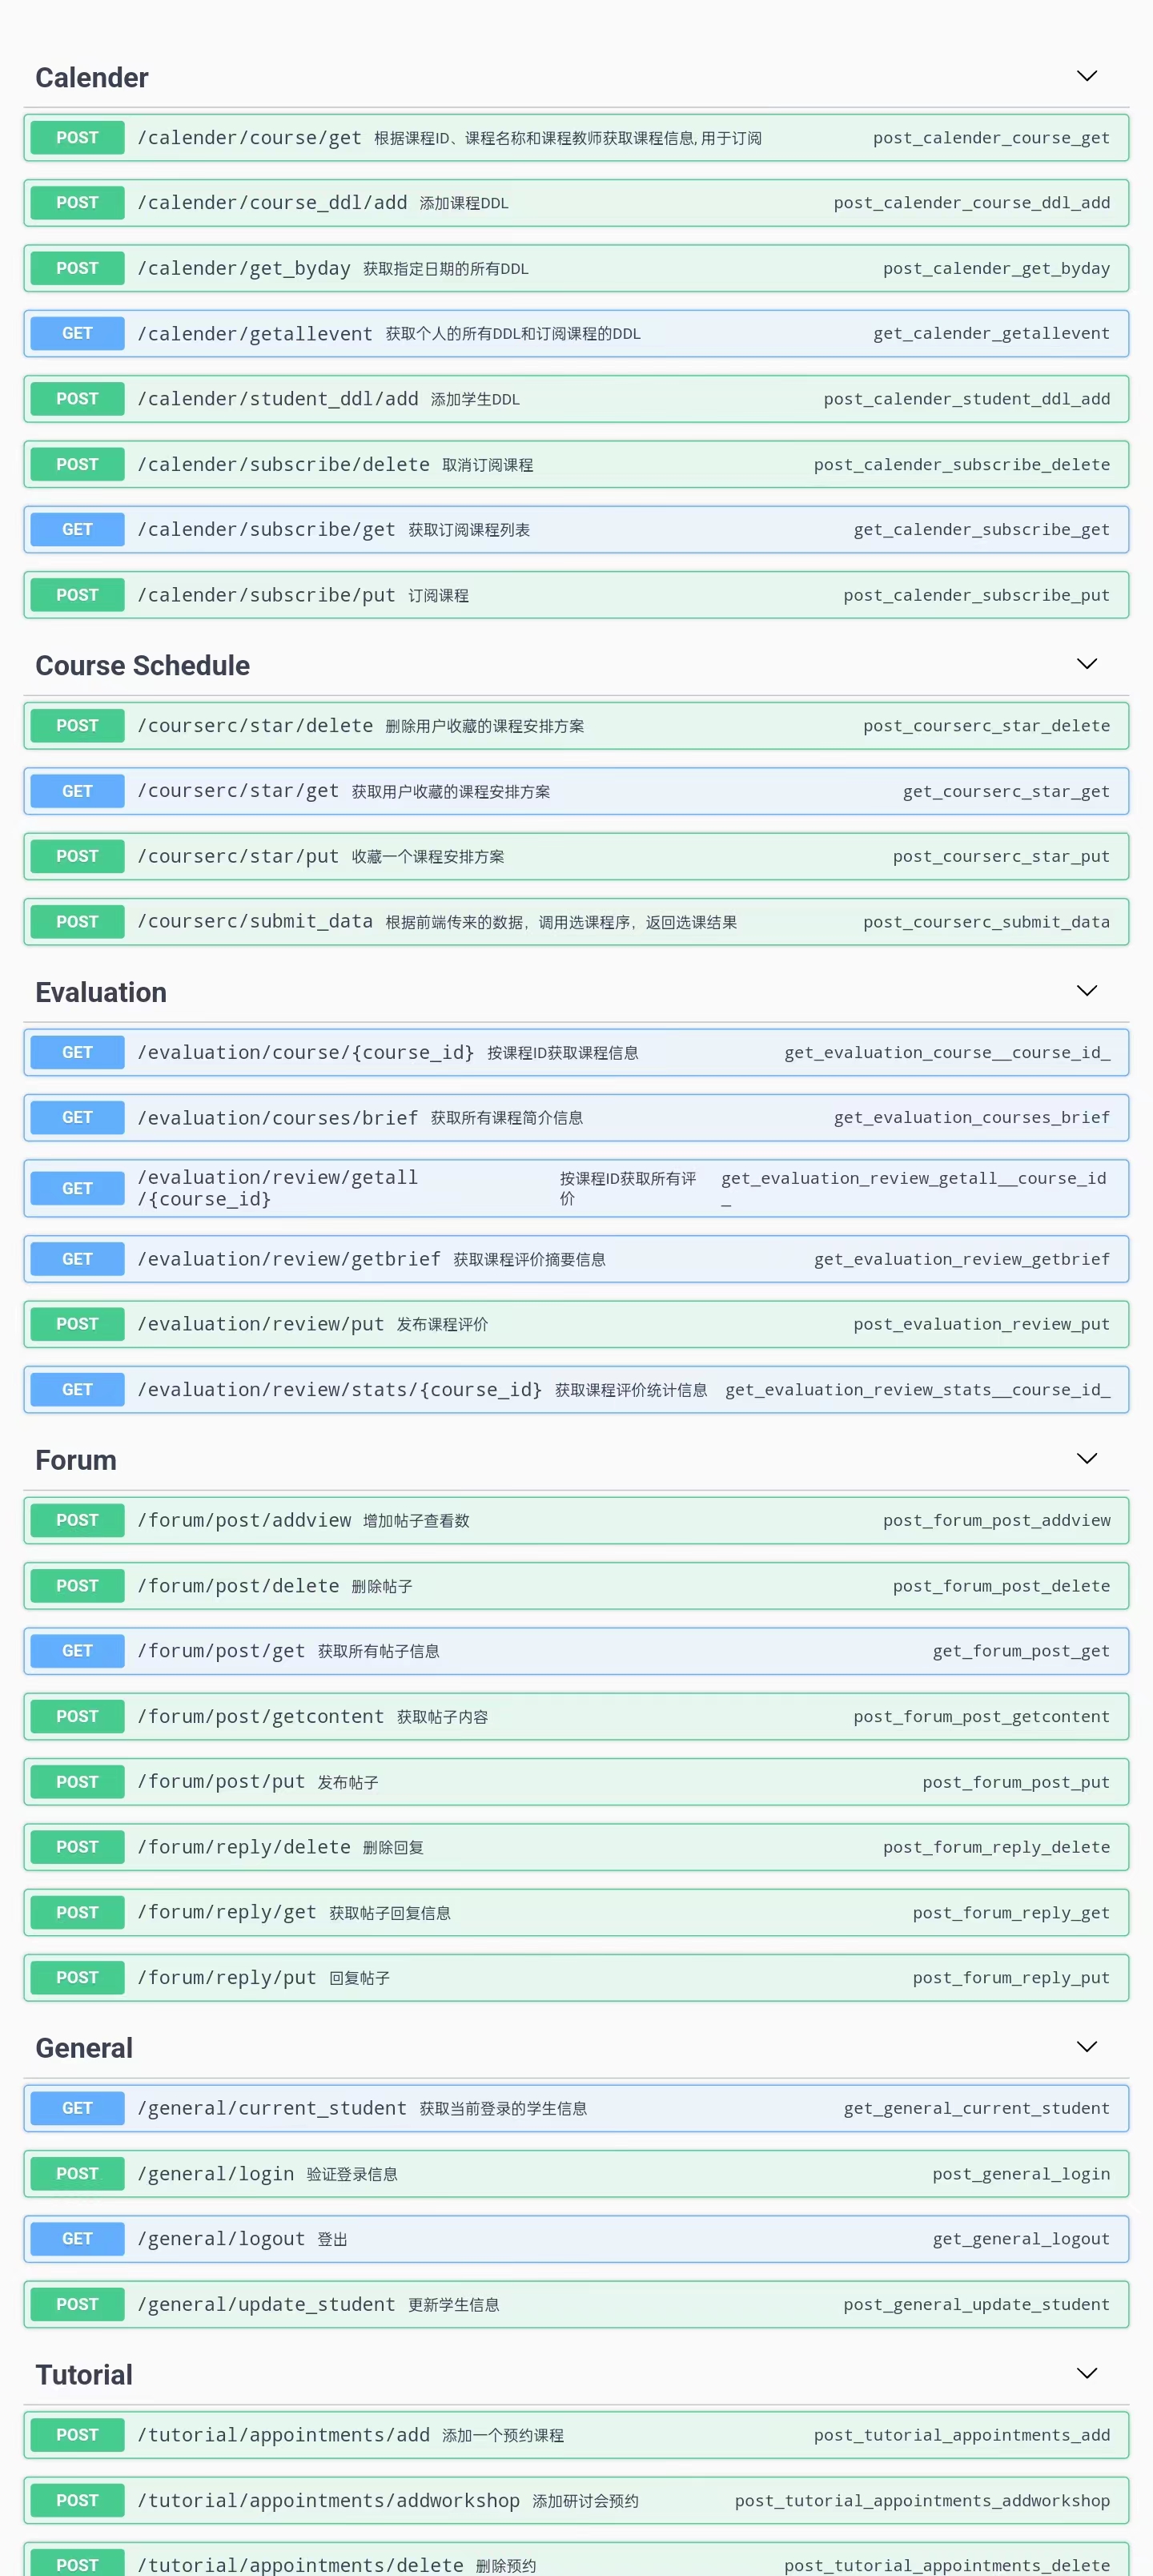 Calender
POST /calender/course/get 根据课程ID、课程名称和课程教师获取课程信息,用于订阅 post_calender_course_get
POST /calender/course_ddl/add 添加课程DDL post_calender_course_ddl_add
POST /calender/get_byday 获取指定日期的所有DDL post_calender_get_byday
GET /calender/getallevent 获取个人的所有DDL和订阅课程的DDL get_calender_getallevent
POST /calender/student_ddl/add 添加学生DDL post_calender_student_ddl_add
POST /calender/subscribe/delete 取消订阅课程 post_calender_subscribe_delete
GET /calender/subscribe/get 获取订阅课程列表 get_calender_subscribe_get
POST /calender/subscribe/put 订阅课程 post_calender_subscribe_put
Course Schedule
POST /courserc/star/delete 删除用户收藏的课程安排方案 post_courserc_star_delete
GET /courserc/star/get 获取用户收藏的课程安排方案 get_courserc_star_get
POST /courserc/star/put 收藏一个课程安排方案 post_courserc_star_put
POST /courserc/submit_data 根据前端传来的数据，调用选课程序，返回选课结果 post_courserc_submit_data
Evaluation
GET /evaluation/course/{course_id} 按课程ID获取课程信息 get_evaluation_course__course_id_
GET /evaluation/courses/brief 获取所有课程简介信息 get_evaluation_courses_brief
GET /evaluation/review/getall 按课程ID获取所有评 get_evaluation_review_getall__course_id
/{course_id} 价 _
GET /evaluation/review/getbrief 获取课程评价摘要信息 get_evaluation_review_getbrief
POST /evaluation/review/put 发布课程评价 post_evaluation_review_put
GET /evaluation/review/stats/{course_id} 获取课程评价统计信息 get_evaluation_review_stats__course_id_
Forum
POST /forum/post/addview 增加帖子查看数 post_forum_post_addview
POST /forum/post/delete 删除帖子 post_forum_post_delete
GET /forum/post/get 获取所有帖子信息 get_forum_post_get
POST /forum/post/getcontent 获取帖子内容 post_forum_post_getcontent
POST /forum/post/put 发布帖子 post_forum_post_put
POST /forum/reply/delete 删除回复 post_forum_reply_delete
POST /forum/reply/get 获取帖子回复信息 post_forum_reply_get
POST /forum/reply/put 回复帖子 post_forum_reply_put
General
GET /general/current_student 获取当前登录的学生信息 get_general_current_student
POST /general/login 验证登录信息 post_general_login
GET /general/logout 登出 get_general_logout
POST /general/update_student 更新学生信息 post_general_update_student
Tutorial
POST /tutorial/appointments/add 添加一个预约课程 post_tutorial_appointments_add
POST /tutorial/appointments/addworkshop 添加研讨会预约 post_tutorial_appointments_addworkshop
POST /tutorial/appointments/delete 删除预约 post_tutorial_appointments_delete